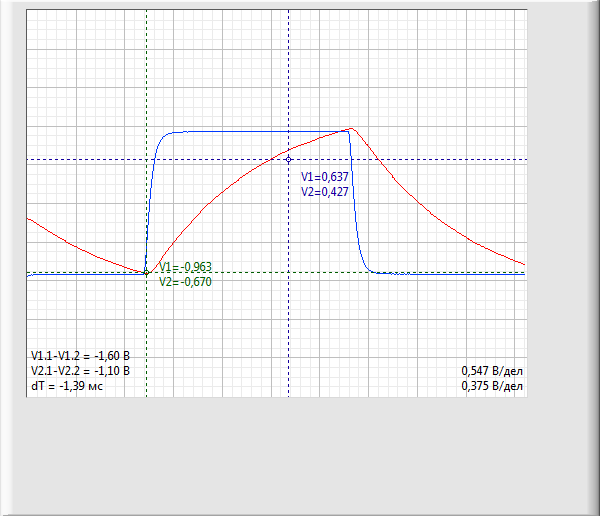 V1=0,637
V2=0,427
V1=-0,963
V2=-0,670
V1.1-V1.2 = -1,60 В
V2.1-V2.2 = -1,10 В
dT = -1,39 мс
0,547 В/дел
0,375 В/дел